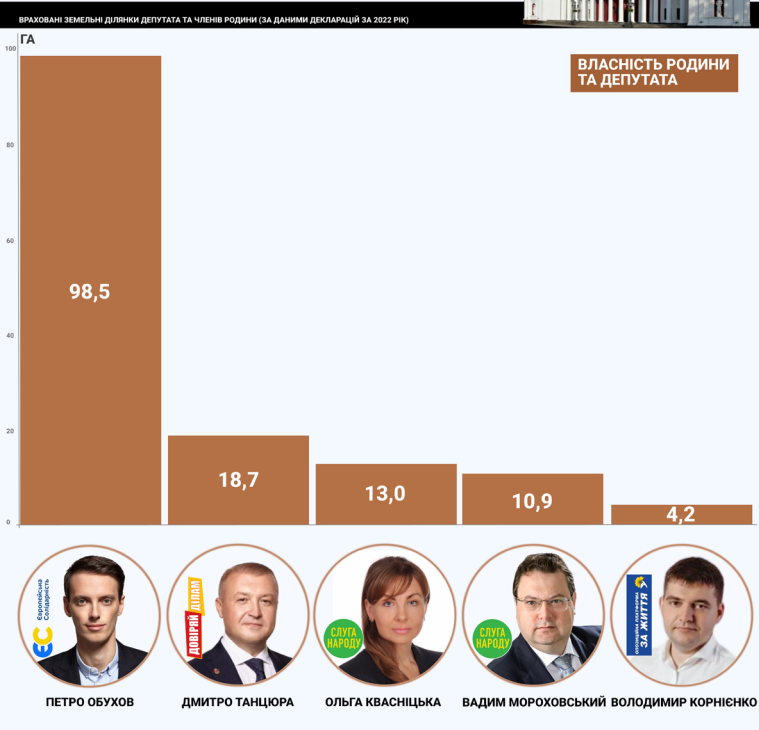 ВРАХОВАНІ ЗЕМЕЛЬНІ ДІЛЯНКИ ДЕПУТАТА ТА ЧЛЕНІВ РОДИНИ (ЗА ДАНИМИ ДЕКЛАРАЦІЙ ЗА 2022 РІК)
ГА
100
ВЛАСНІСТЬ РОДИНИ
ТА ДЕПУТАТА
80
60
98,5
40
20
18,7
13,0
10,9
4,2
0
Європейська
Солідарність
ЄС
ДОВІРЯЙ
ДІЛАМ
СЛУГА
НАРОДУ
СЛУГА
НАРОДУ
ЗА ЖИТТЯ
ПЕТРО ОБУХОВ
ДМИТРО ТАНЦЮРА
ОЛЬГА КВАСНІЦЬКА
ВАДИМ МОРОХОВСЬКИЙ
ВОЛОДИМИР КОРНІЄНКО